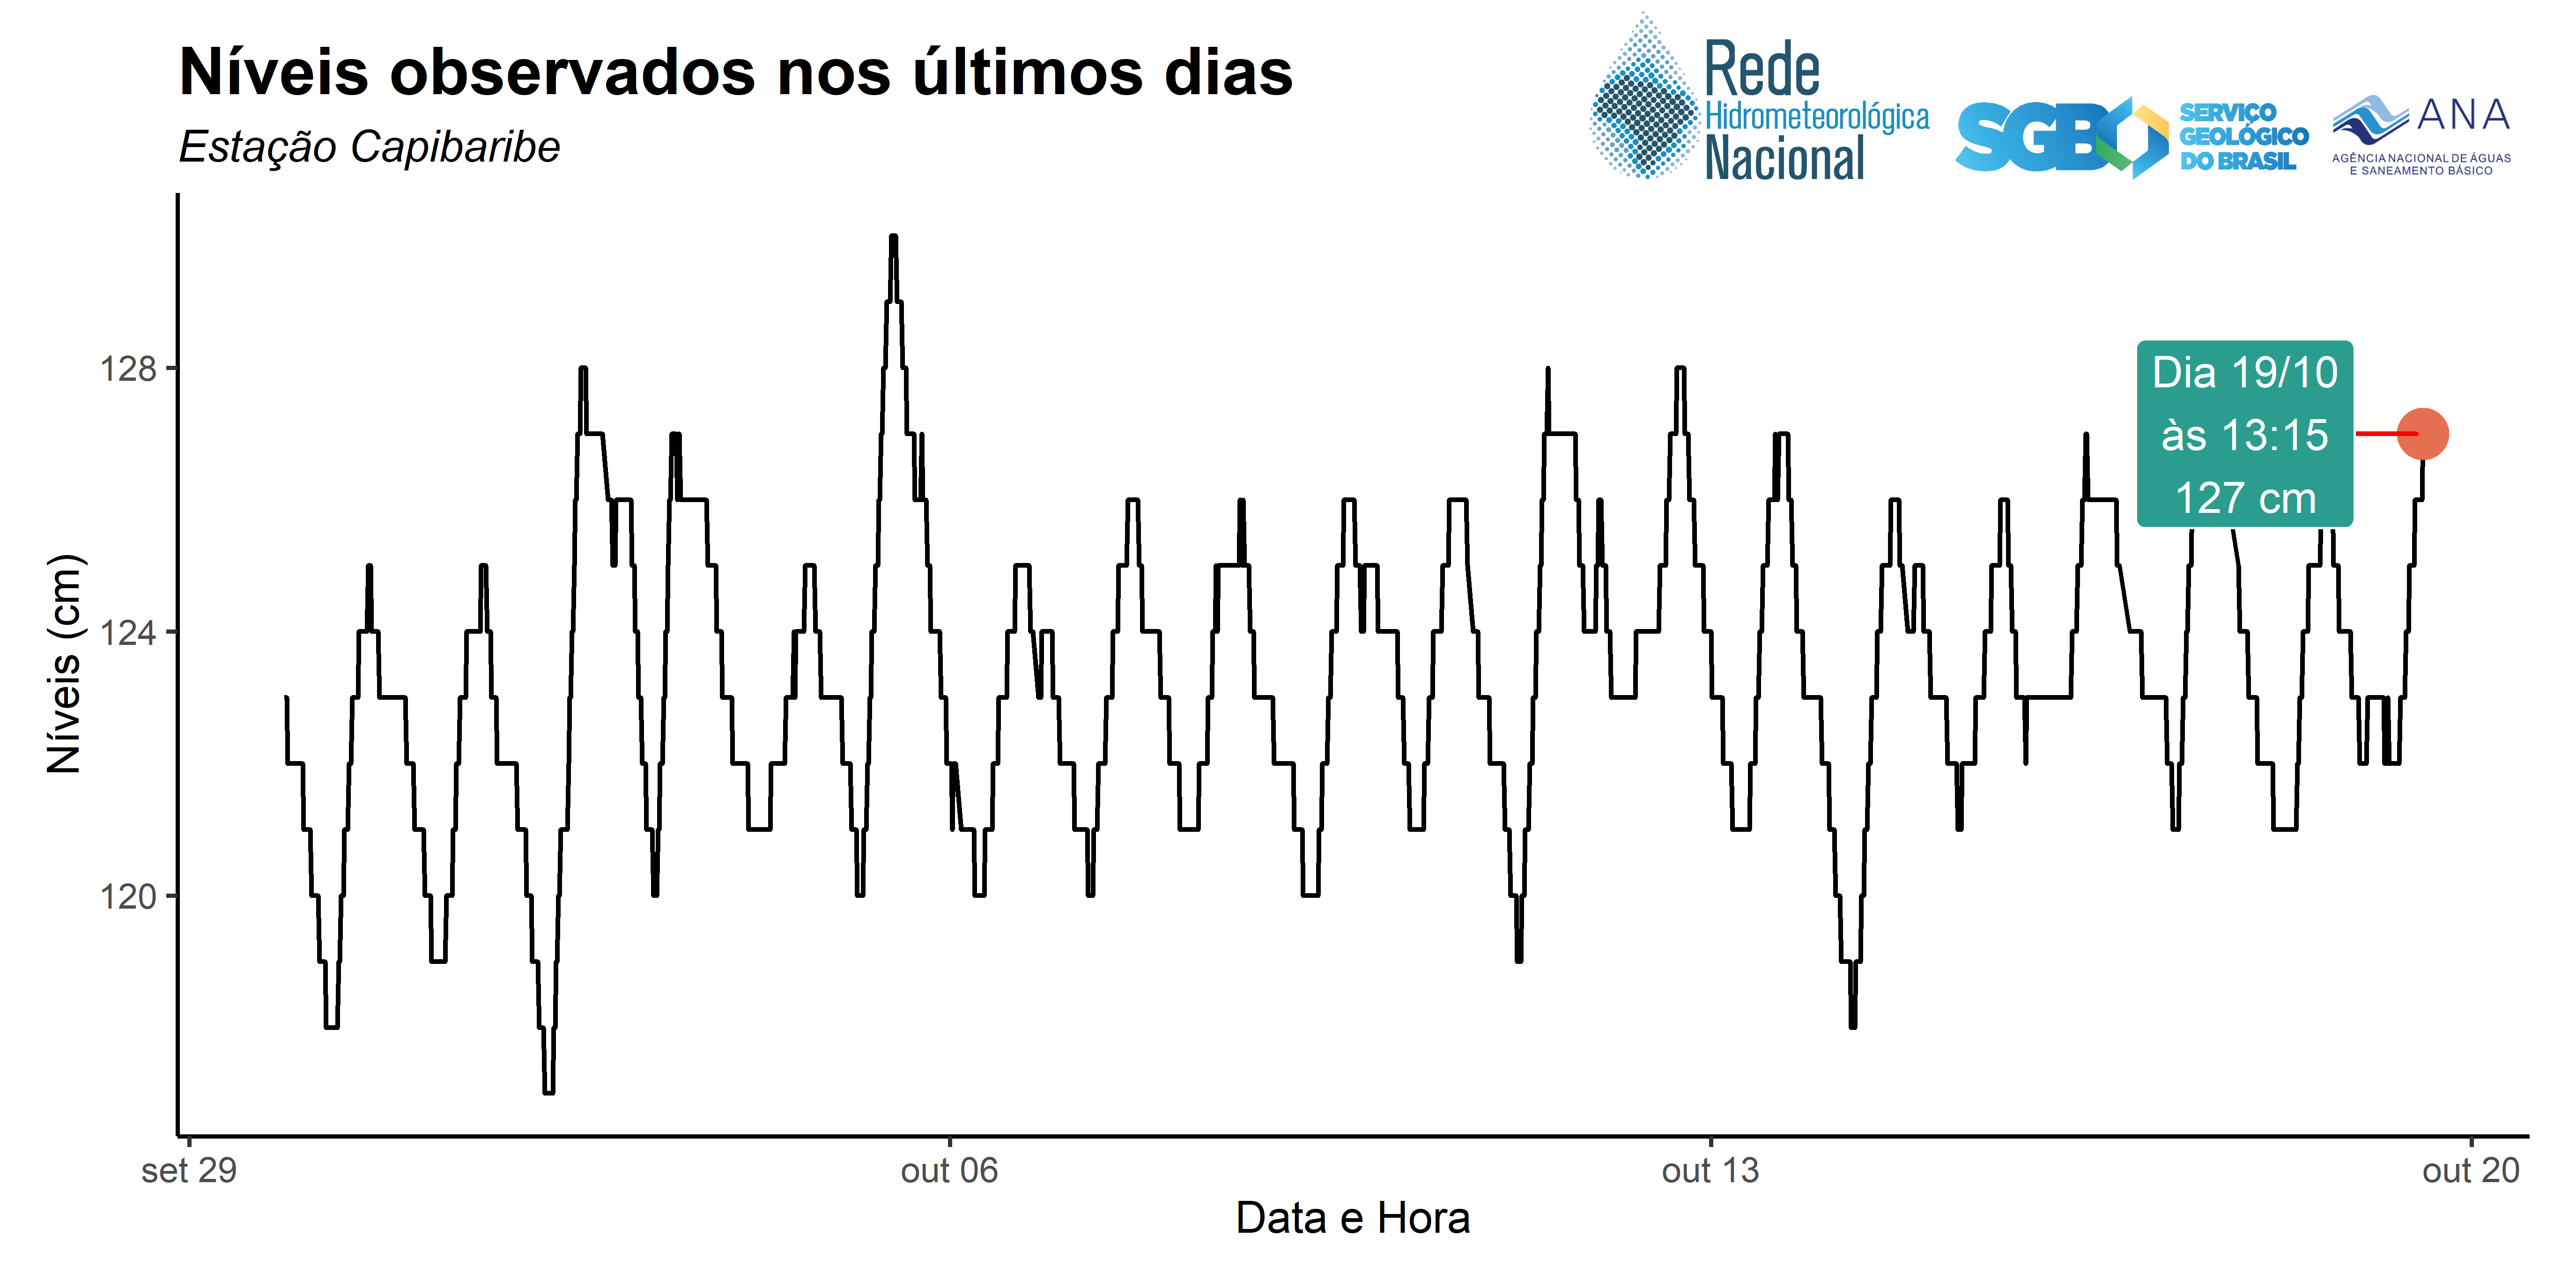 Níveis observados nos últimos dias
Estação Capibaribe
Rede
Hidrometeorológica
Nacional
SGB
SERVIÇO
GEOLÓGICO
DO BRASIL
ANA
AGÊNCIA NACIONAL DE ÁGUAS
E SANEAMENTO BÁSICO
Níveis (cm)
128
124
120
Dia 19/10
às 13:15
127 cm
set 29
out 06
out 13
out 20
Data e Hora